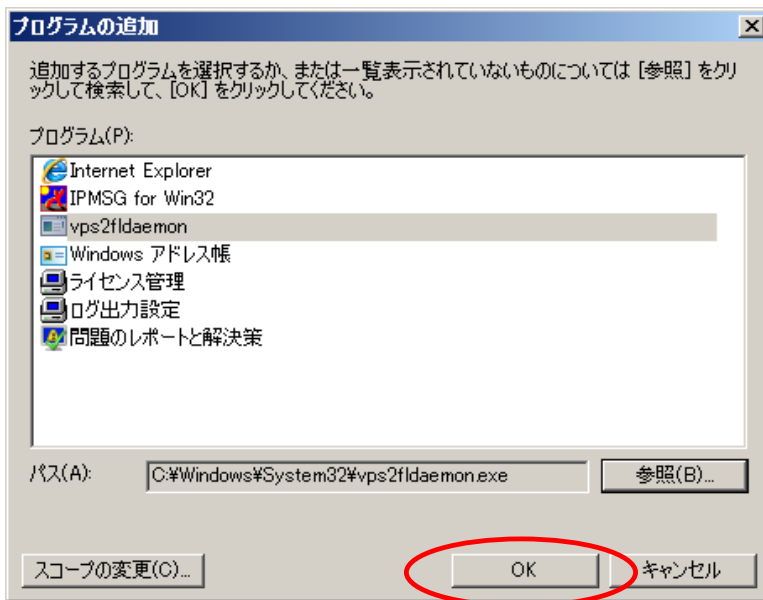 プログラムの追加
追加するプログラムを選択するか、または一覧表示されていないものについては [参照] をクリ
ックして検索して、[OK] をクリックしてください。
プログラム(P):
Internet Explorer
IPMSG for Win32
vps2fldaemon
Windows アドレス帳
ライセンス管理
ログ出力設定
問題のレポートと解決策
パス(A):
C:¥Windows¥System32¥vps2fldaemon.exe
参照(B)...
スコープの変更(C)...
OK
キャンセル